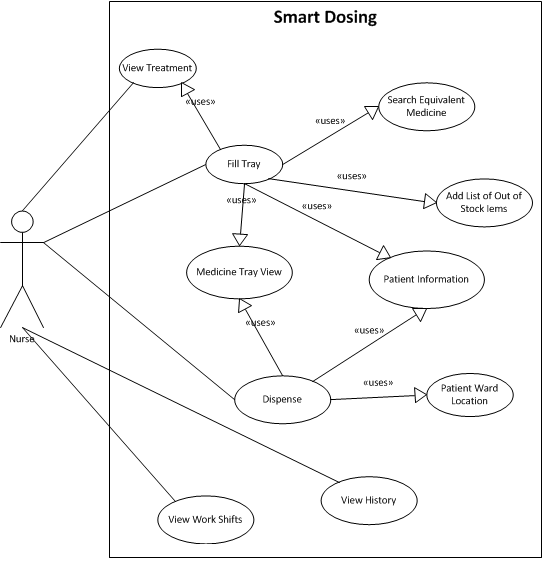 Smart Dosing
View Treatment
«uses»
Search Equivalent
Medicine
«uses»
Fill Tray
«uses»
Add List of Out of
Stock Iems
«uses»
«uses»
Medicine Tray View
Patient Information
Nurse
«uses»
«uses»
Dispense
«uses»
Patient Ward
Location
View History
View Work Shifts